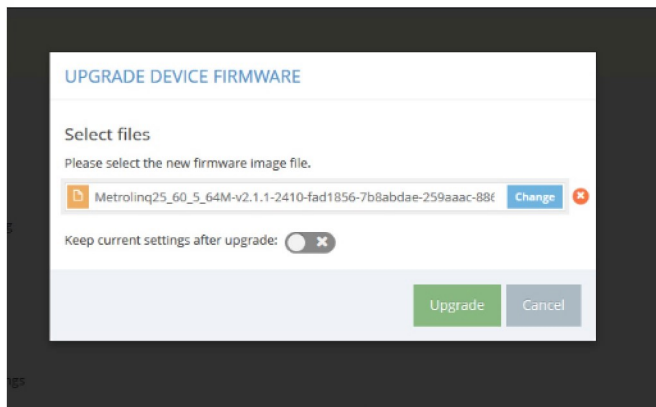 UPGRADE DEVICE FIRMWARE
Select files
Please select the new firmware image file.
Metrolinq25_60_5_64M-v2.1.1-2410-fad1856-7b8abdae-259aaac-886 Change
Keep current settings after upgrade:
Upgrade Cancel